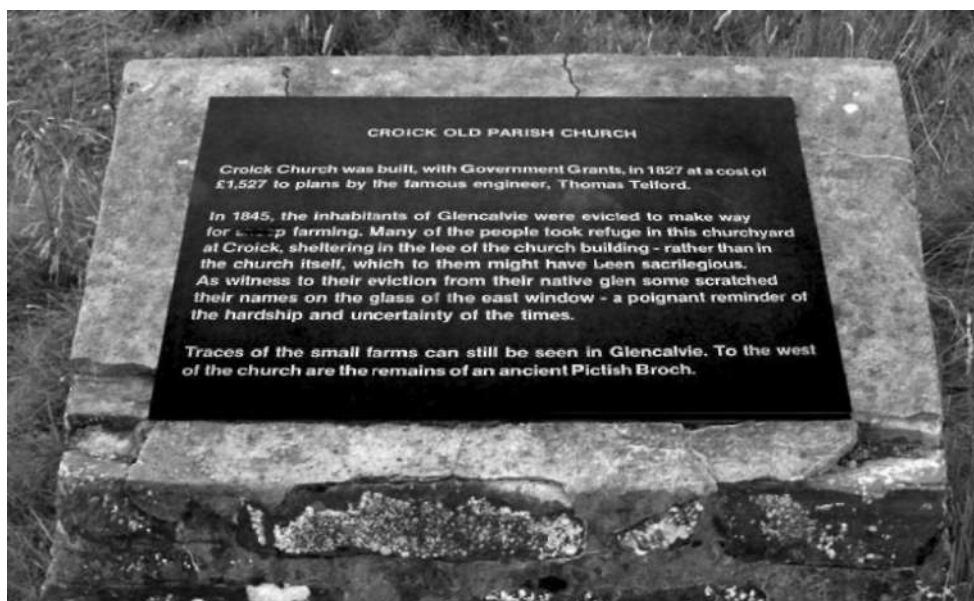 CROICK OLD PARISH CHURCH
Croick Church was built, with Government Grants, in 1827 at a cost of
£1,527 to plans by the famous engineer, Thomas Telford.
In 1845, the inhabitants of Glencalvie were evicted to make way
for farming. Many of the people took refuge in this churchyard
at Croick, sheltering in the lee of the church building - rather than in
the church itself, which to them might have been sacrilegious.
As witness to their eviction from their native glen some scratched
their names on the glass of the east window - a poignant reminder of
the hardship and uncertainty of the times.
Traces of the small farms can still be seen in Glencalvie. To the west
of the church are the remains of an ancient Pictish Broch.